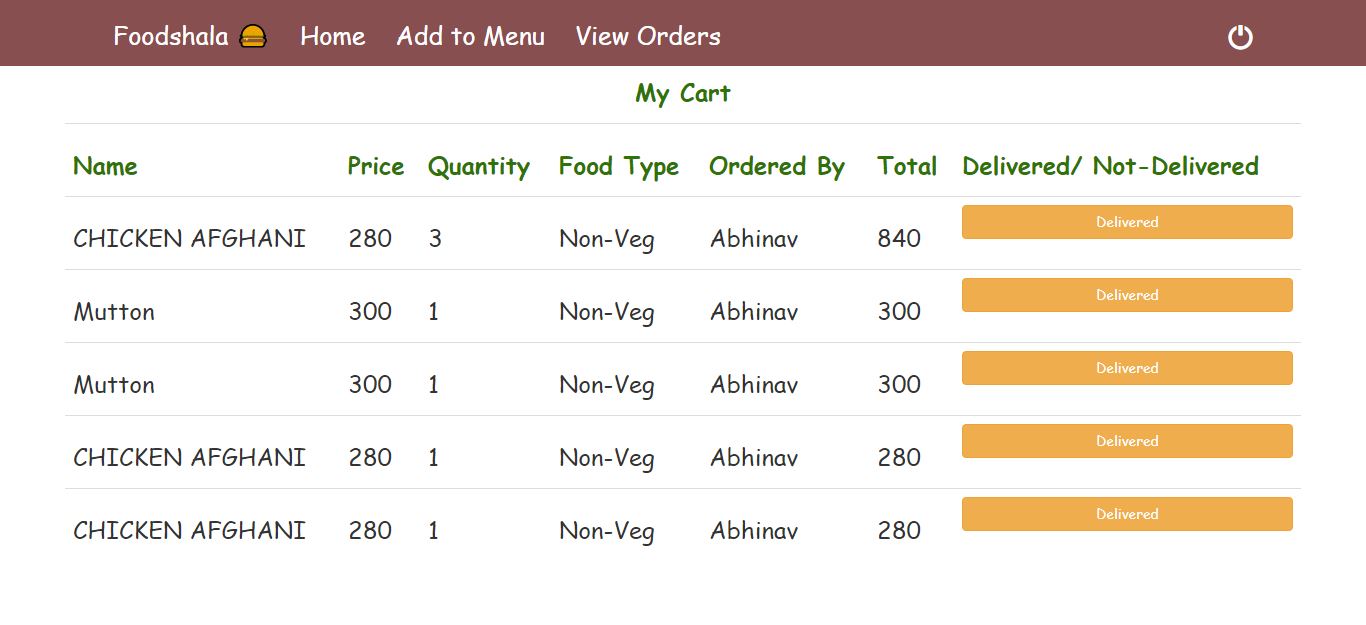 Foodshala Home Add to Menu View Orders
My Cart
Name Price Quantity Food Type Ordered By Total Delivered/ Not-Delivered
CHICKEN AFGHANI 280 3 Non-Veg Abhinav 840 Delivered
Mutton 300 1 Non-Veg Abhinav 300 Delivered
Mutton 300 1 Non-Veg Abhinav 300 Delivered
CHICKEN AFGHANI 280 1 Non-Veg Abhinav 280 Delivered
CHICKEN AFGHANI 280 1 Non-Veg Abhinav 280 Delivered